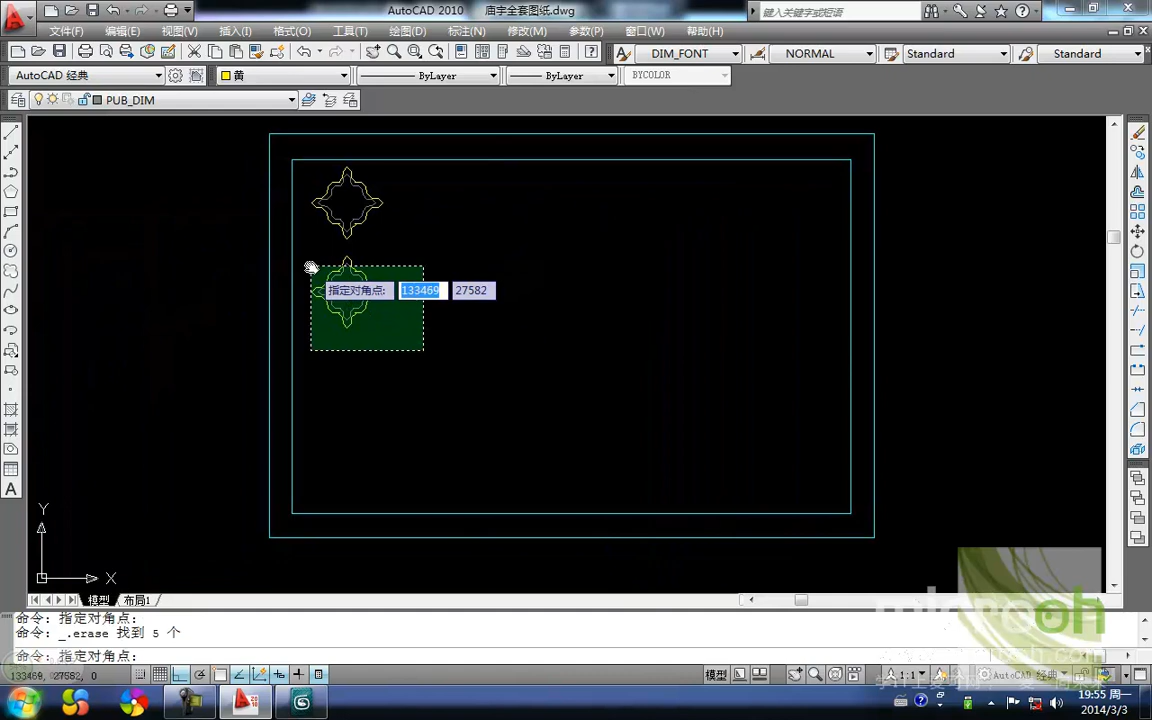 AutoCAD 2010 庙宇全套图纸.dwg
键入关键字或短语
文件(F) 编辑(E) 视图(V) 插入(I) 格式(O) 工具(T) 绘图(D) 标注(N) 修改(M) 参数(P) 窗口(W) 帮助(H)
DIM_FONT NORMAL Standard Standard
AutoCAD 经典 黄 ByLayer ByLayer BYCOLOR
PUB_DIM
指定对角点: 133469 27582
Y
X
模型 布局1
命令: 指定对角点:
命令: _.erase 找到 5 个
命令: 指定对角点:
133469, 27582, 0 模型 1:1 AutoCAD 经典
19:55 周一
2014/3/3